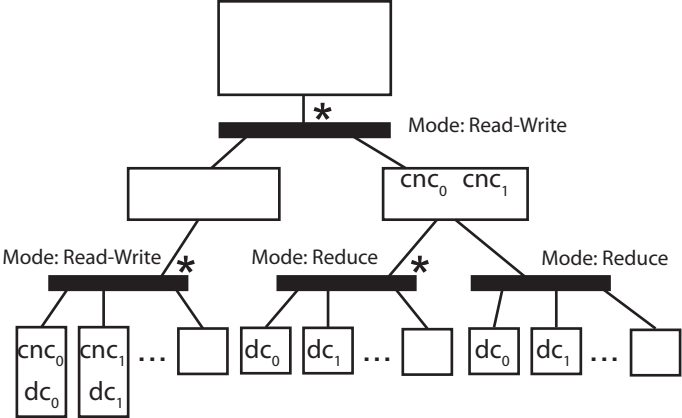 *
Mode: Read-Write
cnc₀ cnc₁
Mode: Read-Write * Mode: Reduce * Mode: Reduce
cnc₀ cnc₁ ... dc₀ dc₁ ... dc₀ dc₁ ...
dc₀ dc₁